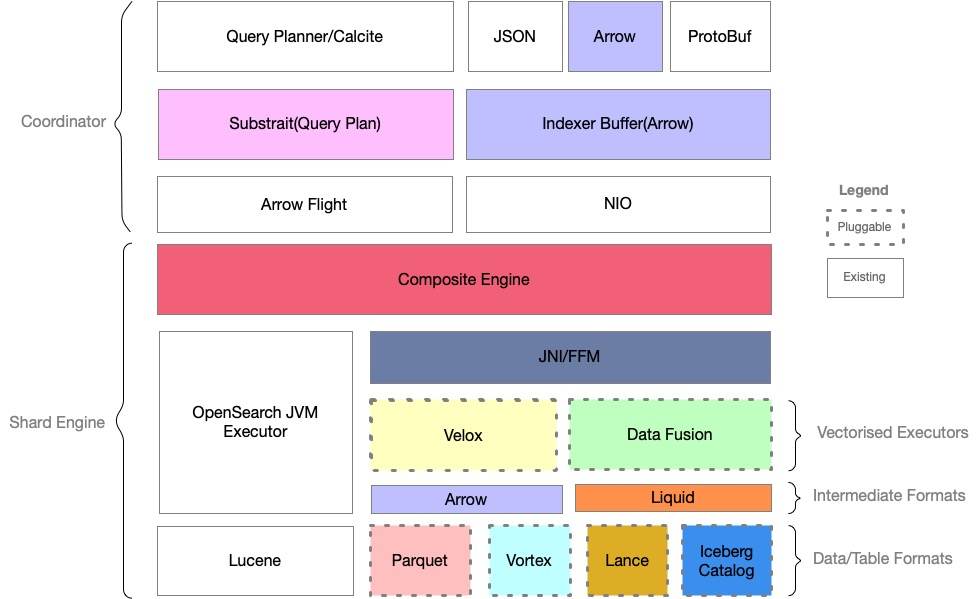 Query Planner/Calcite
JSON
Arrow
ProtoBuf
Coordinator
Substrait(Query Plan)
Indexer Buffer(Arrow)
Arrow Flight
NIO
Legend
Pluggable
Existing
Composite Engine
Shard Engine
OpenSearch JVM
Executor
JNI/FFM
Velox
Data Fusion
Vectorised Executors
Arrow
Liquid
Intermediate Formats
Lucene
Parquet
Vortex
Lance
Iceberg
Catalog
Data/Table Formats